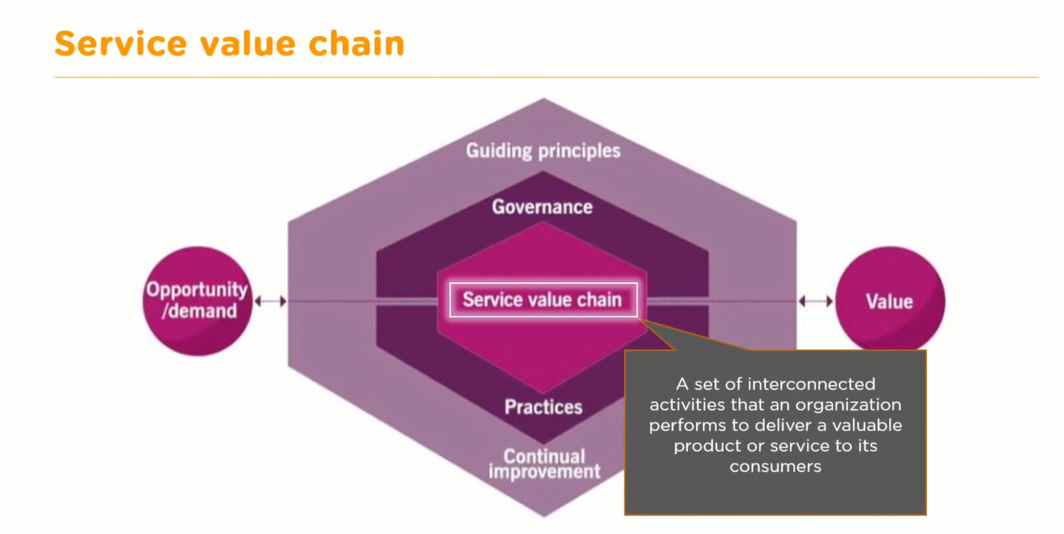 Service value chain
Guiding principles
Governance
Opportunity
/demand
Service value chain
Value
Practices
Continual
improvement
A set of interconnected
activities that an organization
performs to deliver a valuable
product or service to its
consumers